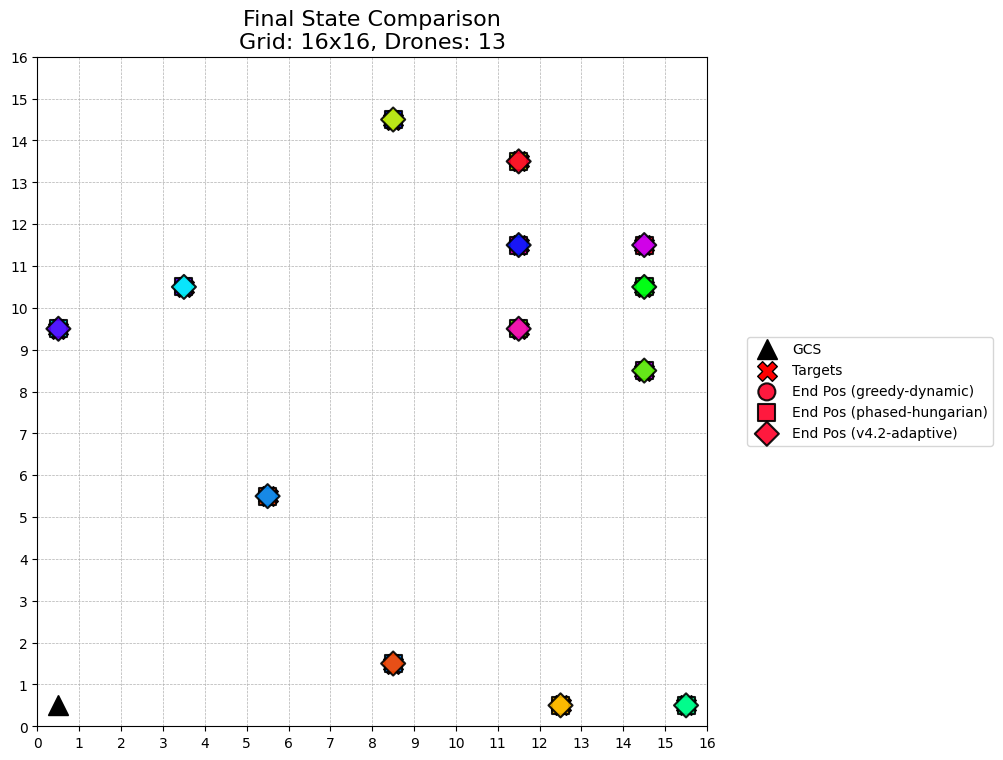 Final State Comparison
Grid: 16x16, Drones: 13
16
15
14
13
12
11
10
9
8
7
6
5
4
3
2
1
0
0 1 2 3 4 5 6 7 8 9 10 11 12 13 14 15 16
GCS
Targets
End Pos (greedy-dynamic)
End Pos (phased-hungarian)
End Pos (v4.2-adaptive)